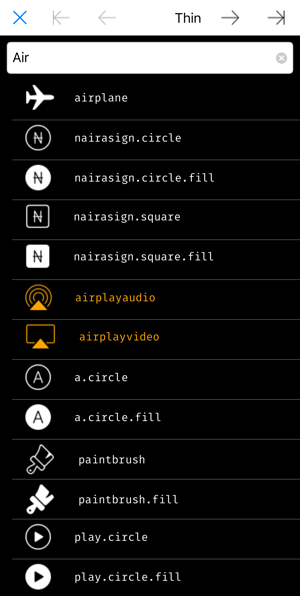 Thin
Air
airplane
₦ nairasign.circle
₦ nairasign.circle.fill
₦ nairasign.square
₦ nairasign.square.fill
airplayaudio
airplayvideo
A a.circle
A a.circle.fill
paintbrush
paintbrush.fill
play.circle
play.circle.fill